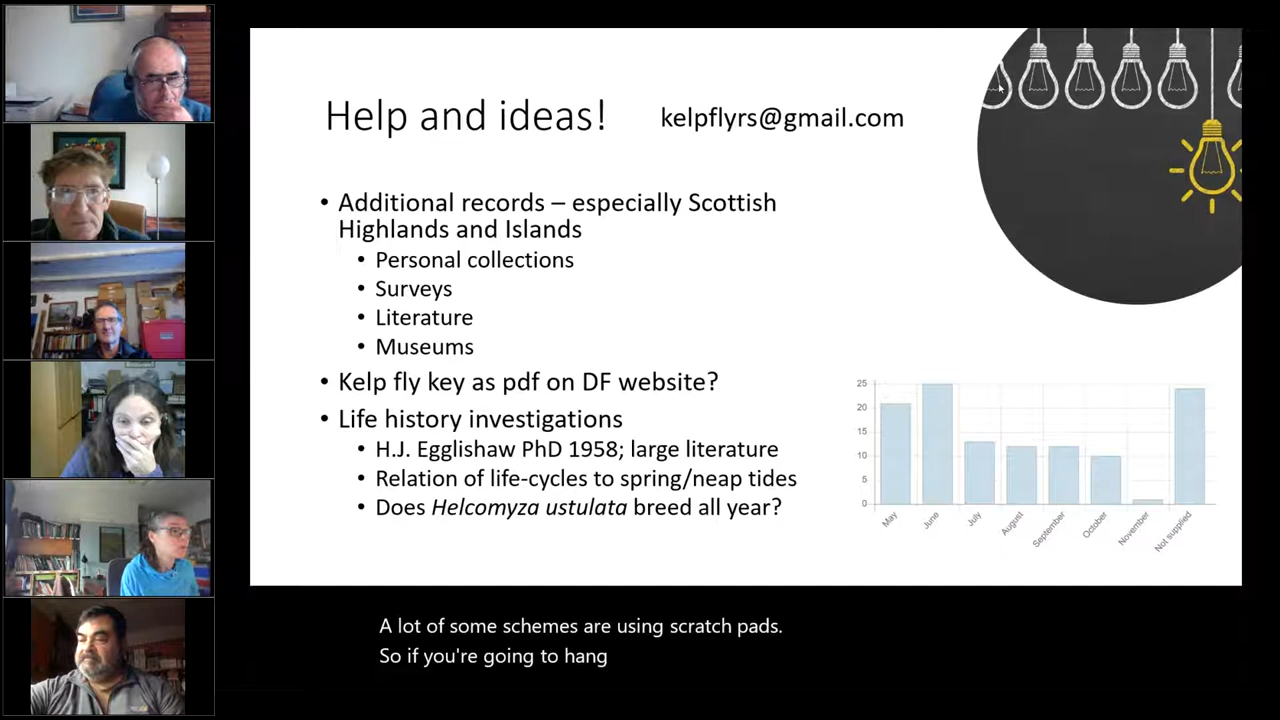 Help and ideas!
kelpflyrs@gmail.com
• Additional records – especially Scottish
Highlands and Islands
• Personal collections
• Surveys
• Literature
• Museums
• Kelp fly key as pdf on DF website?
• Life history investigations
• H.J. Egglishaw PhD 1958; large literature
• Relation of life-cycles to spring/neap tides
• Does Helcomyza ustulata breed all year?
25
20
15
10
5
0
May
June
July
August
September
October
November
Not supplied
A lot of some schemes are using scratch pads.
So if you're going to hang